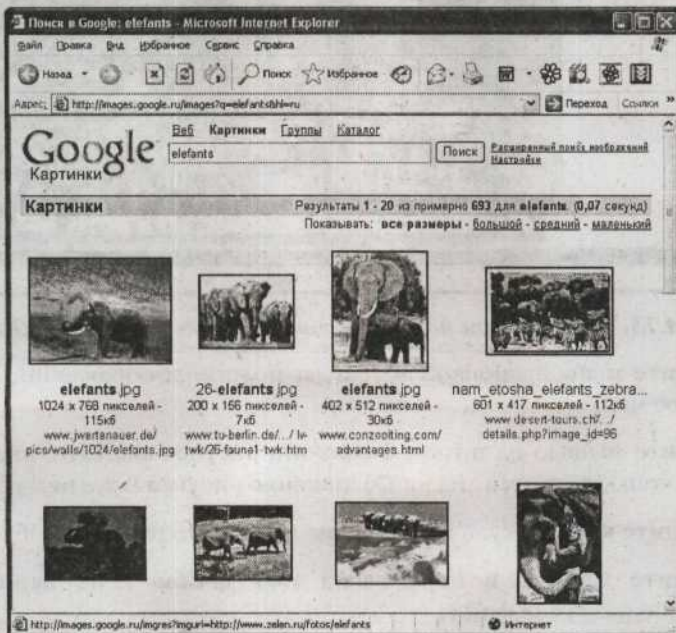 Поиск в Google: elefants - Microsoft Internet Explorer
Файл Правка Вид Избранное Сервис Справка
Назад Поиск Избранное
Адрес: http://images.google.ru/images?q=elefants&hl=ru Переход Ссылки »
Веб Картинки Группы Каталог
Google elefants Поиск Расширенный поиск изображений
Картинки Настройки
Картинки Результаты 1 - 20 из примерно 693 для elefants. (0,07 секунд)
Показывать: все размеры - большой - средний - маленький
elefants.jpg 26-elefants.jpg elefants.jpg nam_etosha_elefants_zebra...
1024 x 768 пикселей - 200 x 156 пикселей - 402 x 512 пикселей - 601 x 417 пикселей - 112кб
115кб 7кб 30кб www.desert-tours.ch/.../
www.jwertanauer.de/ www.tu-berlin.de/.../ lv- www.conzooiting.com/ details.php?image_id=96
pics/walls/1024/elefants.jpg twk/26-fauna1-twk.htm advantages.html
http://images.google.ru/imgres?imgurl=http://www.zelen.ru/fotos/elefants Интернет